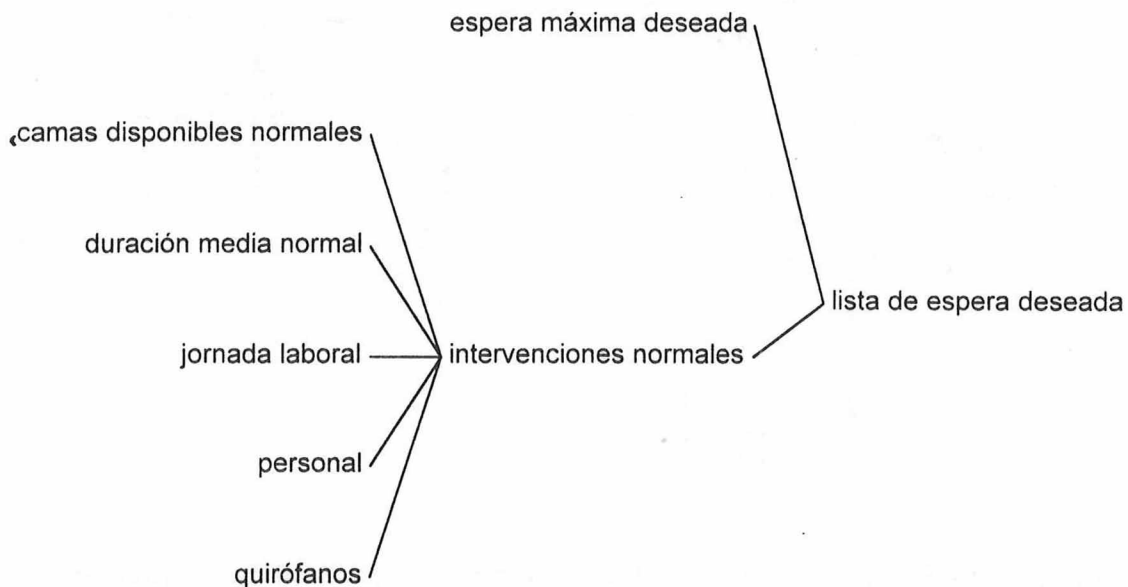 espera máxima deseada
camas disponibles normales
duración media normal
jornada laboral
intervenciones normales
lista de espera deseada
personal
quirófanos